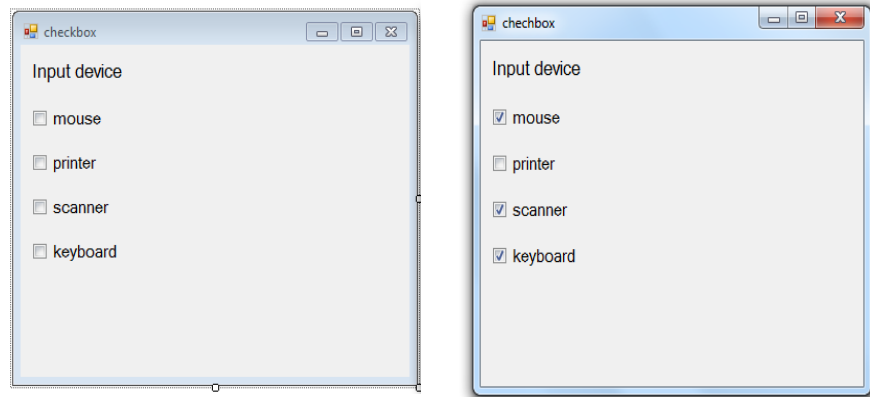 checkbox
Input device
mouse
printer
scanner
keyboard
chechbox
Input device
mouse
printer
scanner
keyboard